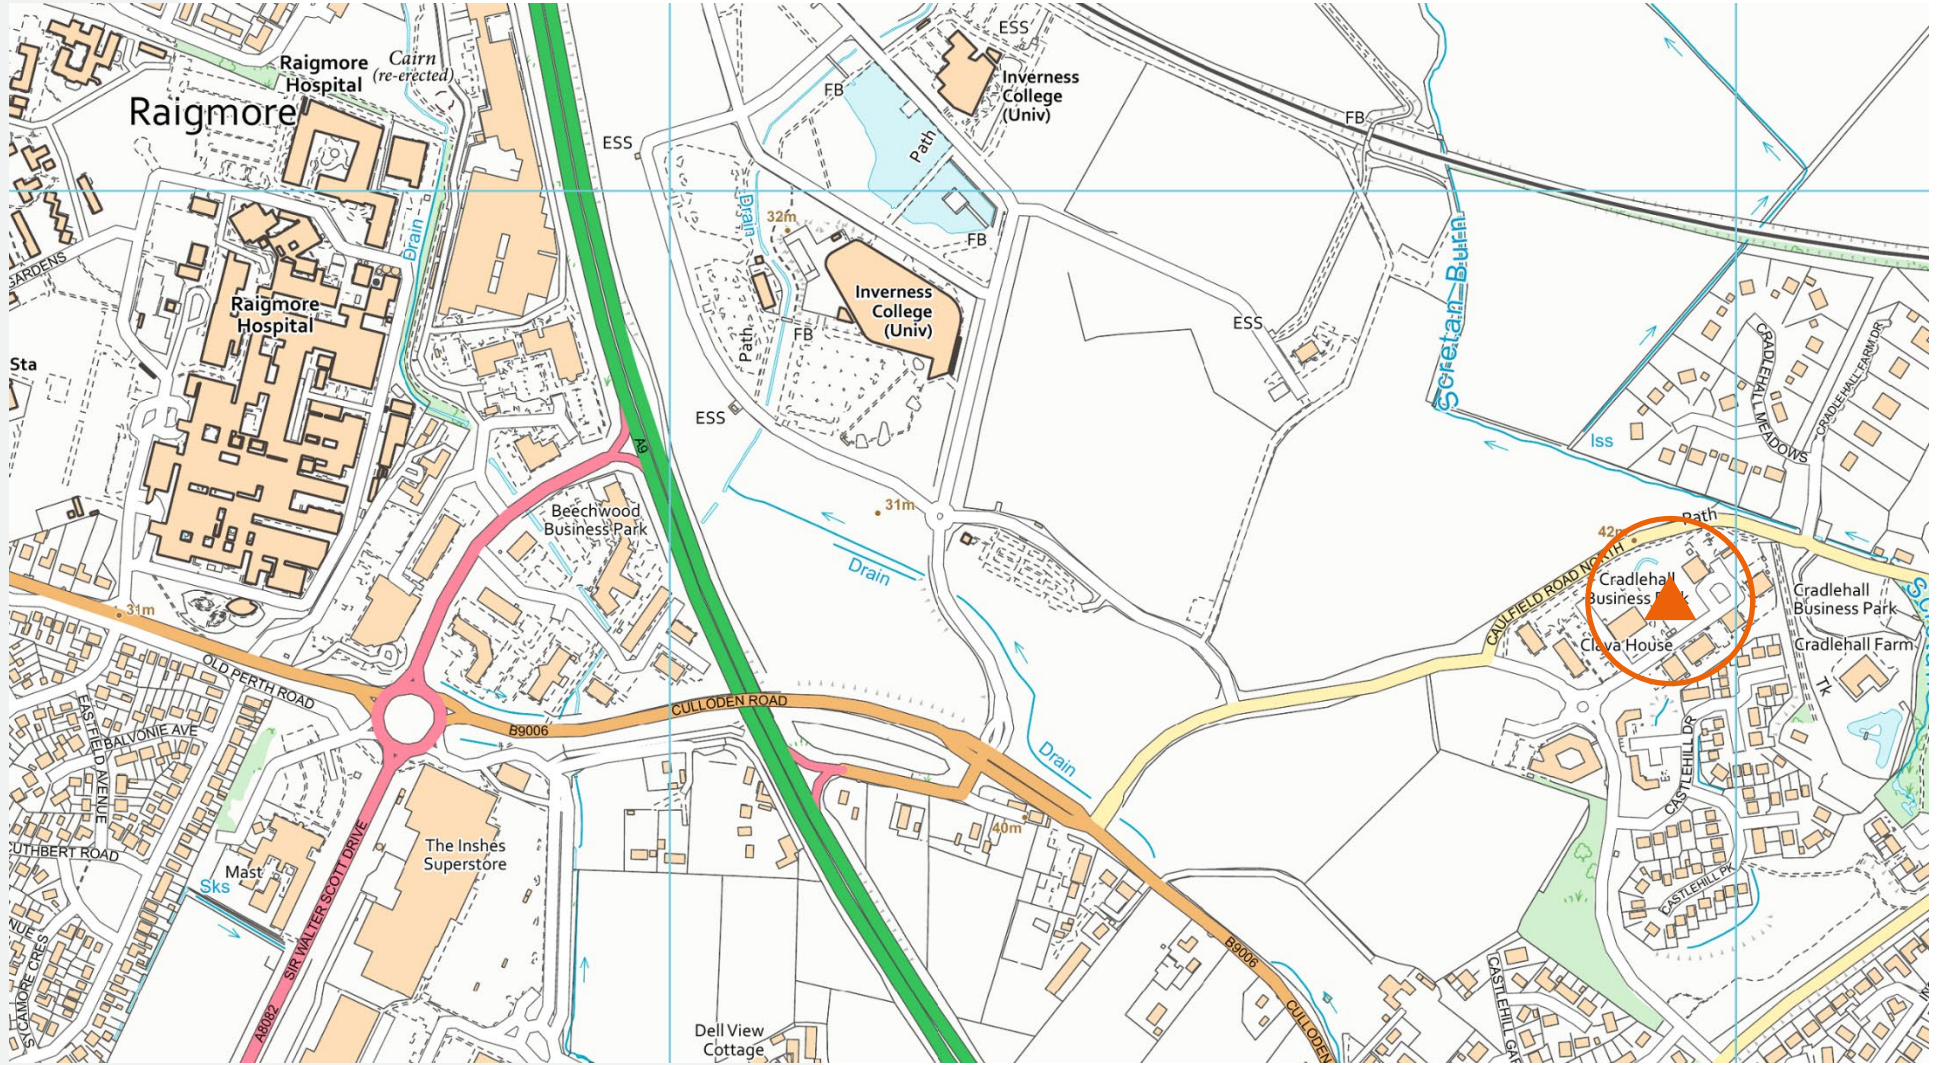 ESS
Raigmore
Hospital
Cairn
(re-erected)
Inverness
College
(Univ)
FB
Raigmore
FB
Path
ESS
Drain
32m
Drain
FB
Scretan Burn
GARDENS
Raigmore
Hospital
Inverness
College
(Univ)
ESS
FB
Path
Sta
CRADLEHALL MEADOWS
CRADLEHALL FARM DR
ESS
A9
Iss
31m
Beechwood
Business Park
Path
42m
Drain
CAULFIELD ROAD NORTH
Cradlehall
Business Park
Cradlehall
Business Park
31m
Clava House
Cradlehall Farm
OLD PERTH ROAD
Tk
CULLODEN ROAD
B9006
EASTFIELD AVENUE
BALVONIE AVE
Drain
CASTLEHILL DR
40m
UTHBERT ROAD
The Inshes
Superstore
Mast
Sks
SIR WALTER SCOTT DRIVE
CASTLEHILL PK
NUE
SYCAMORE CRES
B9006
A8082
Dell View
Cottage
CULLODEN
CASTLEHILL GAR